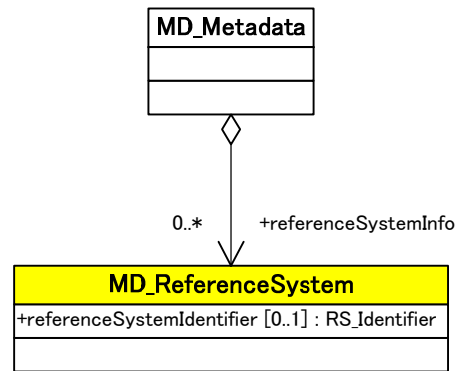 MD_Metadata
0..* +referenceSystemInfo
MD_ReferenceSystem
+referenceSystemIdentifier [0..1] : RS_Identifier